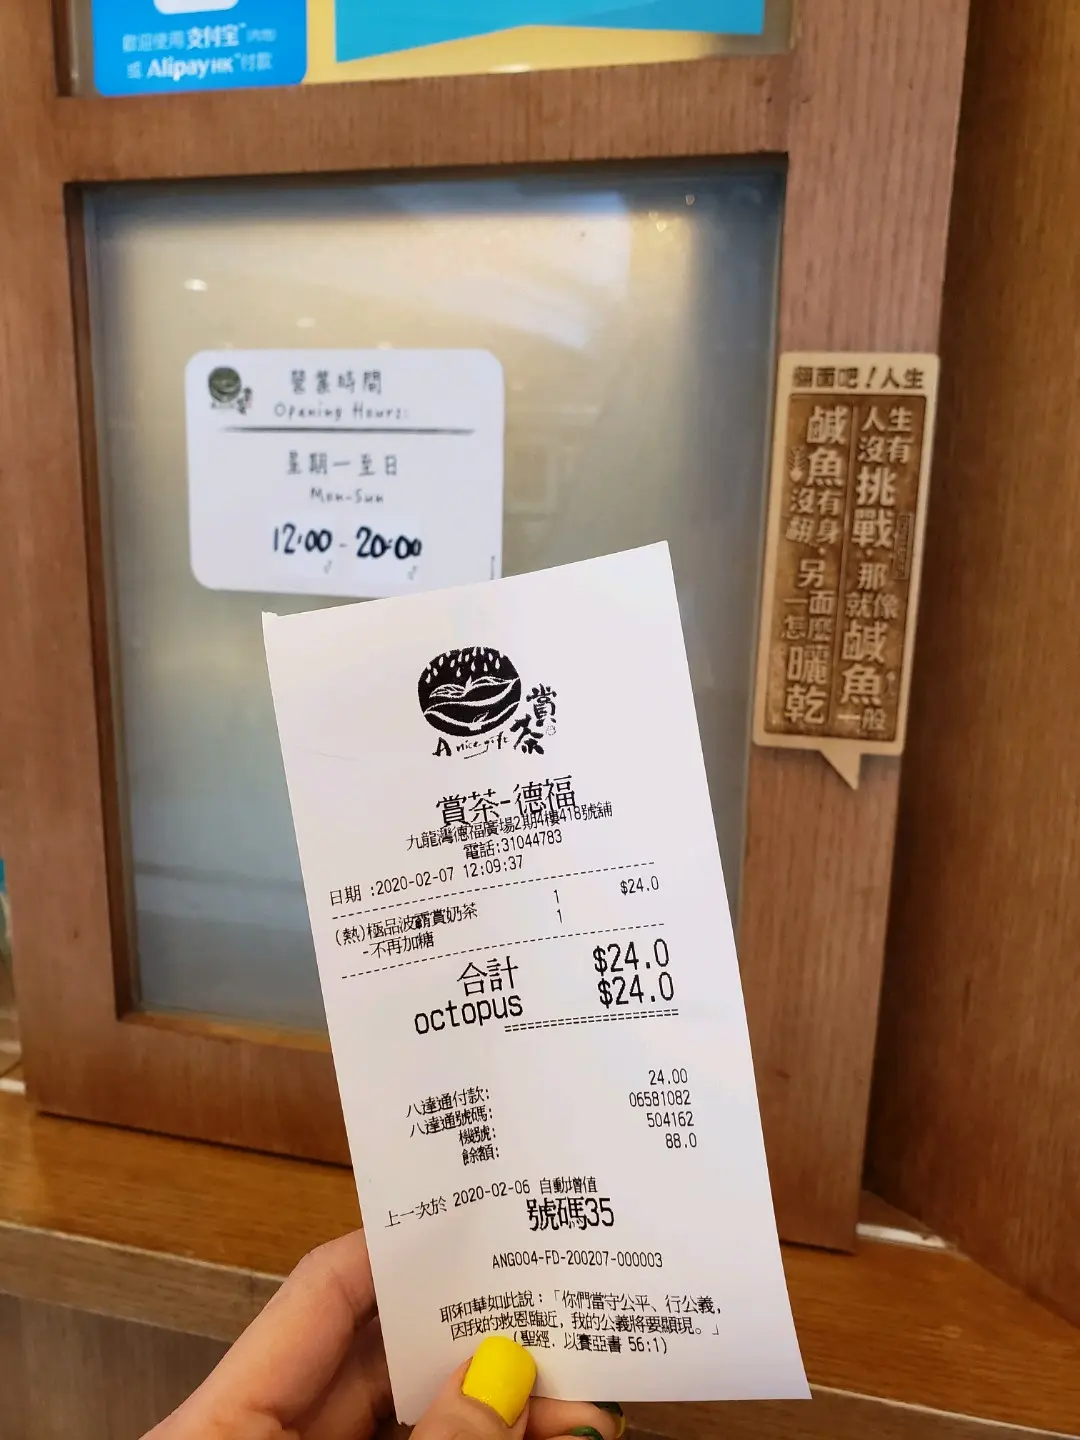 歡迎使用 支付宝™ (內地)
或 AlipayHK™ 付款
賞茶
營業時間
Opening Hours:
星期一至日
Mon-Sun
12:00 - 20:00
翻面吧！人生
人生有
沒挑戰，
那就像
鹹魚一般
鹹魚有身
沒翻，
另一面
怎麼曬乾
賞茶
A nice gift
賞茶-德福
九龍灣德福廣場2期4樓418號舖
電話:31044783
日期 :2020-02-07 12:09:37
(熱)極品波霸賞奶茶 1 $24.0
-不再加糖 1
合計 $24.0
octopus $24.0
八達通付款: 24.00
八達通號碼: 06581082
機號: 504162
餘額: 88.0
上一次於 2020-02-06 自動增值
號碼35
ANG004-FD-200207-000003
耶和華如此說：「你們當守公平、行公義，
因我的救恩臨近，我的公義將要顯現。」
(聖經．以賽亞書 56:1)